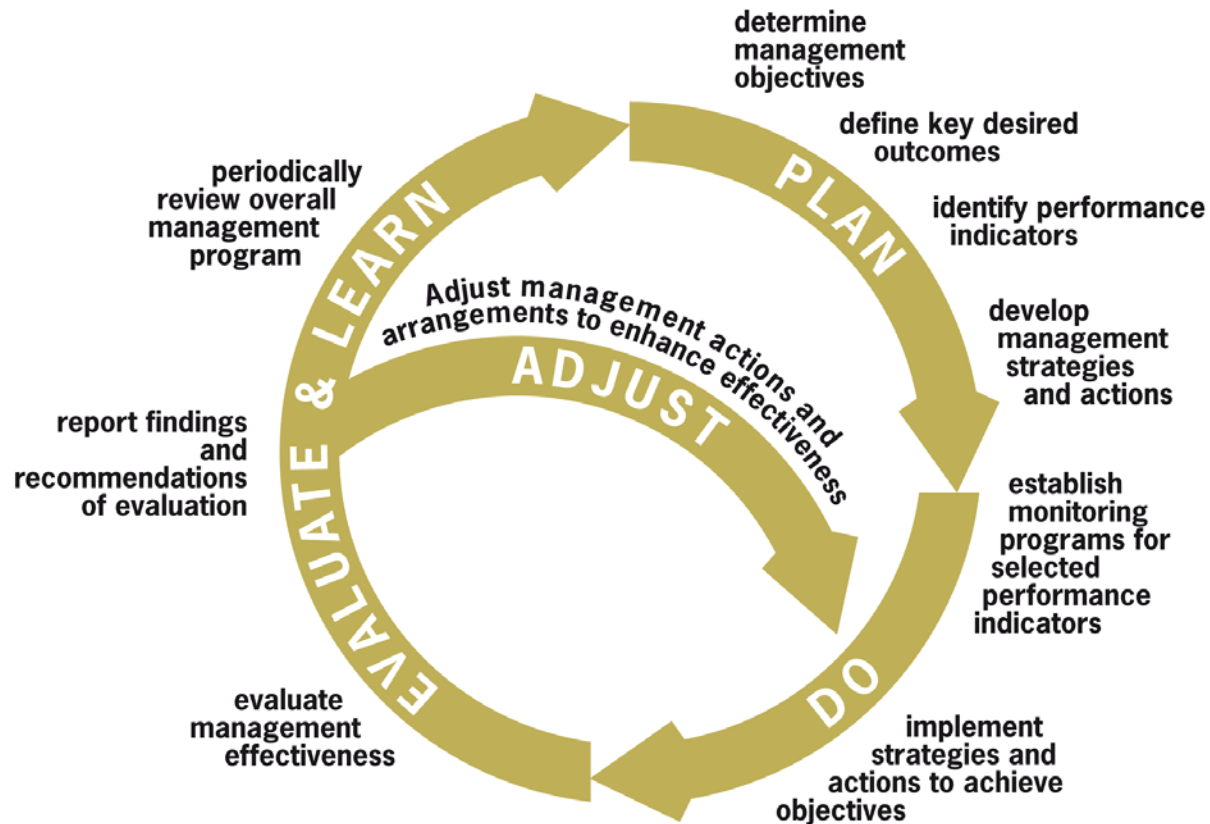 determine
management
objectives
define key desired
outcomes
PLAN
identify performance
indicators
develop
management
strategies
and actions
establish
monitoring
programs for
selected
performance
indicators
DO
implement
strategies and
actions to achieve
objectives
evaluate
management
effectiveness
EVALUATE & LEARN
report findings
and
recommendations
of evaluation
periodically
review overall
management
program
Adjust management actions and
arrangements to enhance effectiveness
ADJUST